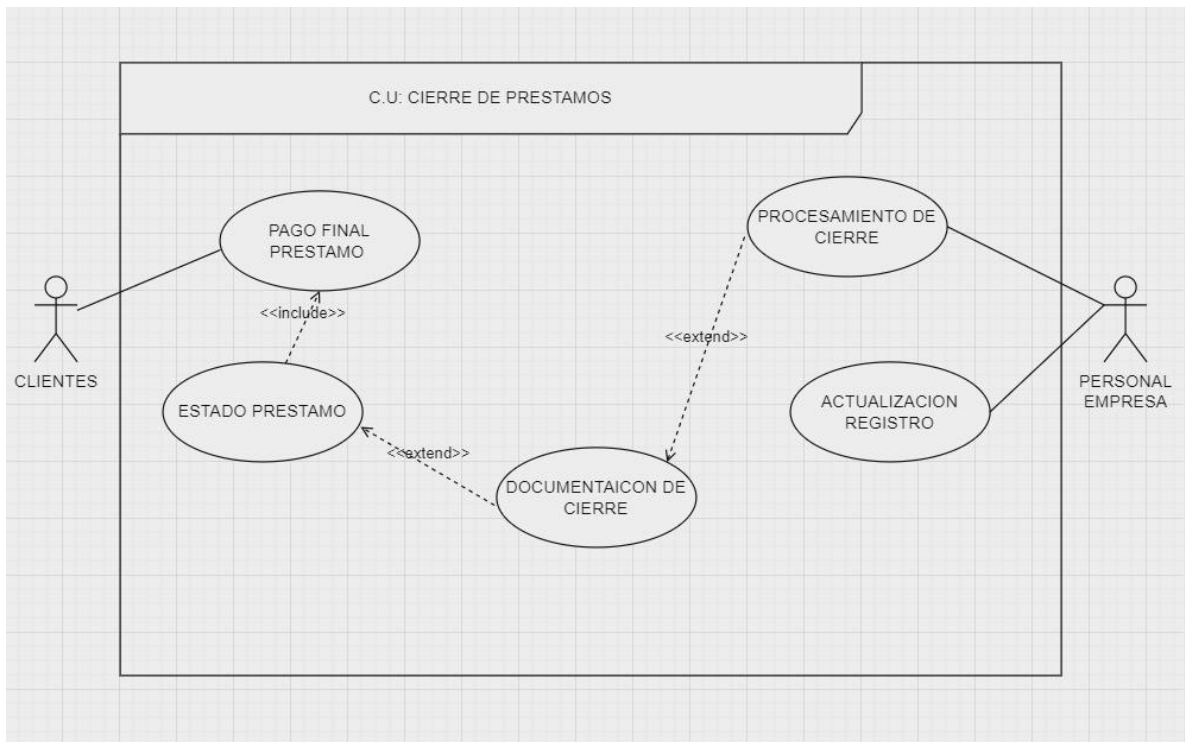 C.U: CIERRE DE PRESTAMOS
PAGO FINAL
PRESTAMO
PROCESAMIENTO DE
CIERRE
<<include>>
<<extend>>
CLIENTES
ESTADO PRESTAMO
ACTUALIZACION
REGISTRO
PERSONAL
EMPRESA
<<extend>>
DOCUMENTAICON DE
CIERRE